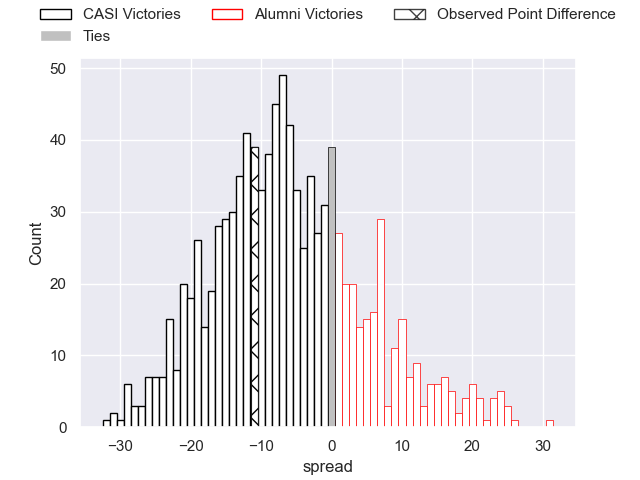 CASI Victories Alumni Victories Observed Point Difference
Ties
50
40
30
20
10
0
Count
−30 −20 −10 0 10 20 30
spread